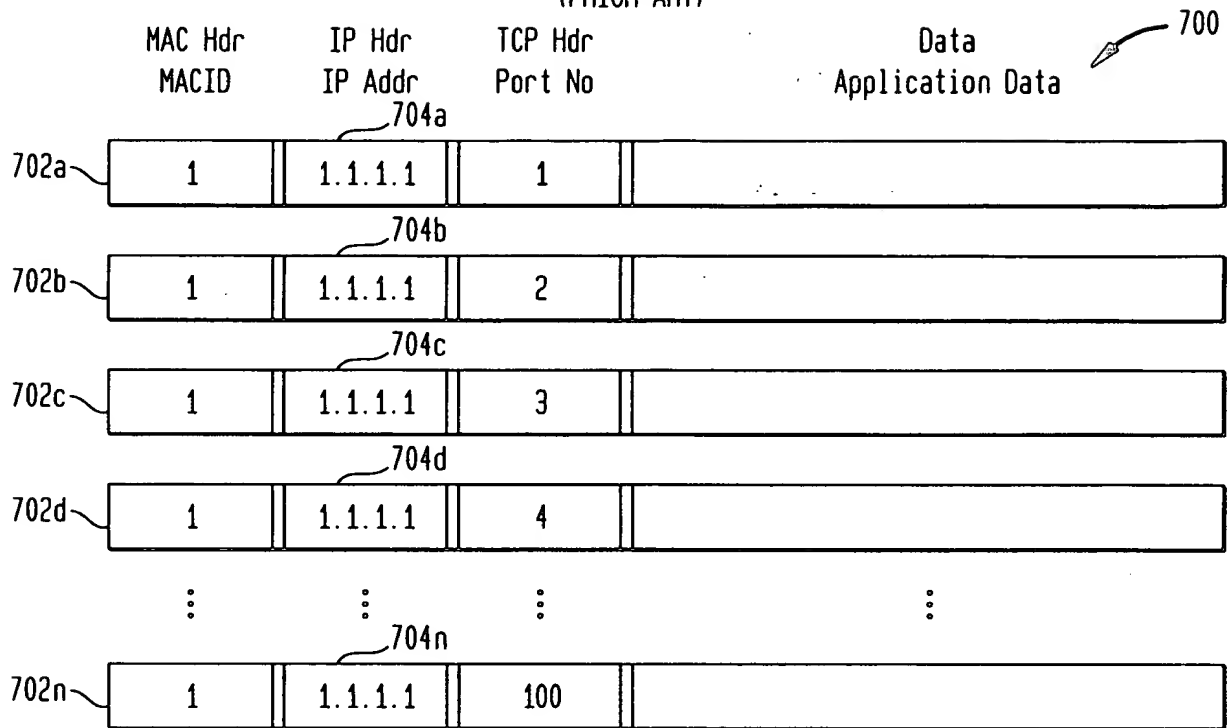 (PRIOR ART)
700
MAC Hdr IP Hdr TCP Hdr Data
MACID IP Addr Port No Application Data
704a
702a 1 1.1.1.1 1
704b
702b 1 1.1.1.1 2
704c
702c 1 1.1.1.1 3
704d
702d 1 1.1.1.1 4
704n
702n 1 1.1.1.1 100